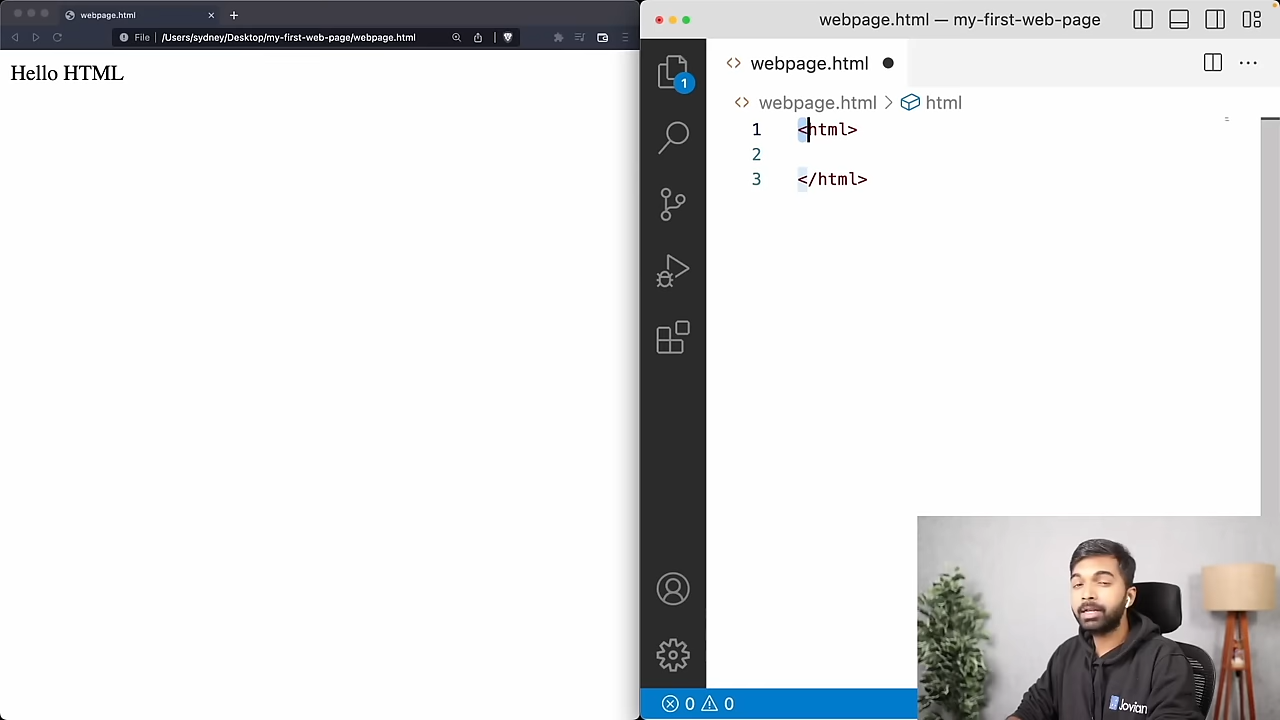 webpage.html
File
/Users/sydney/Desktop/my-first-web-page/webpage.html
Hello HTML
webpage.html — my-first-web-page
1
webpage.html
webpage.html > html
1 <html>
2
3 </html>
0 0
Jovian